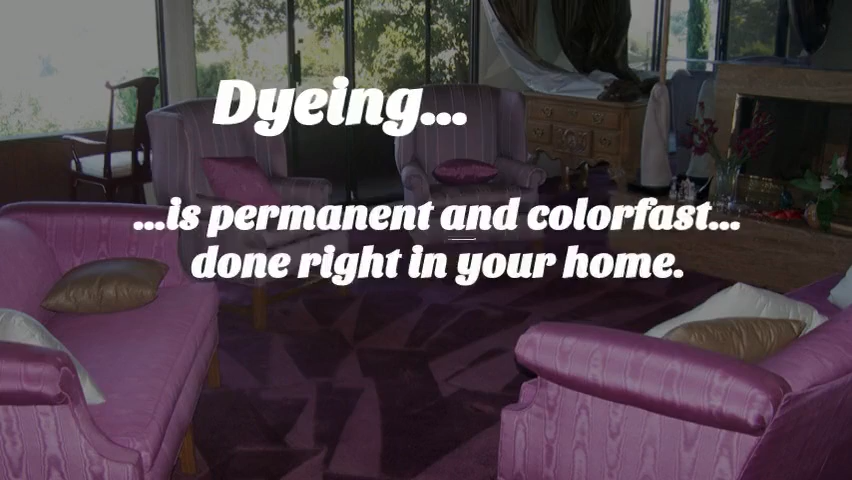 Dyeing...
...is permanent and colorfast...
done right in your home.